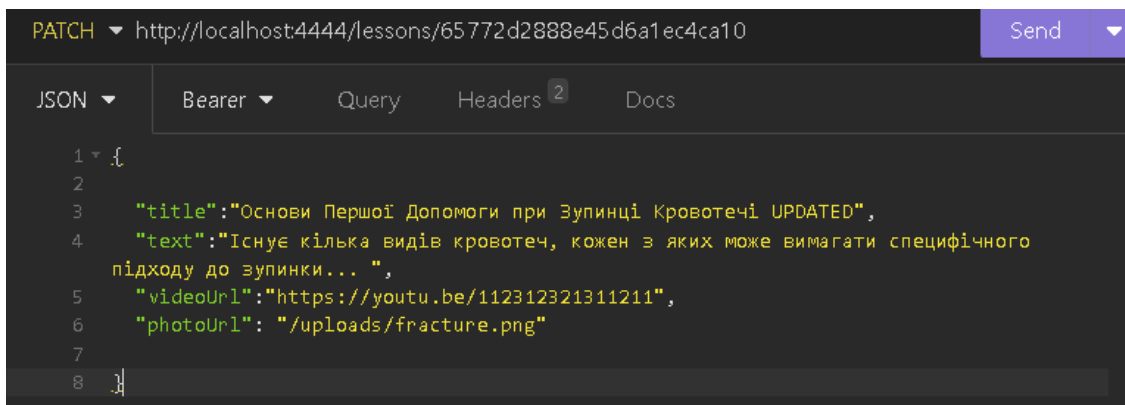 PATCH http://localhost:4444/lessons/65772d2888e45d6a1ec4ca10 Send
JSON Bearer Query Headers 2 Docs
1 {
2
3 "title":"Основи Першої Допомоги при Зупинці Кровотечі UPDATED",
4 "text":"Існує кілька видів кровотеч, кожен з яких може вимагати специфічного
підходу до зупинки... ",
5 "videoUrl":"https://youtu.be/112312321311211",
6 "photoUrl": "/uploads/fracture.png"
7
8 }